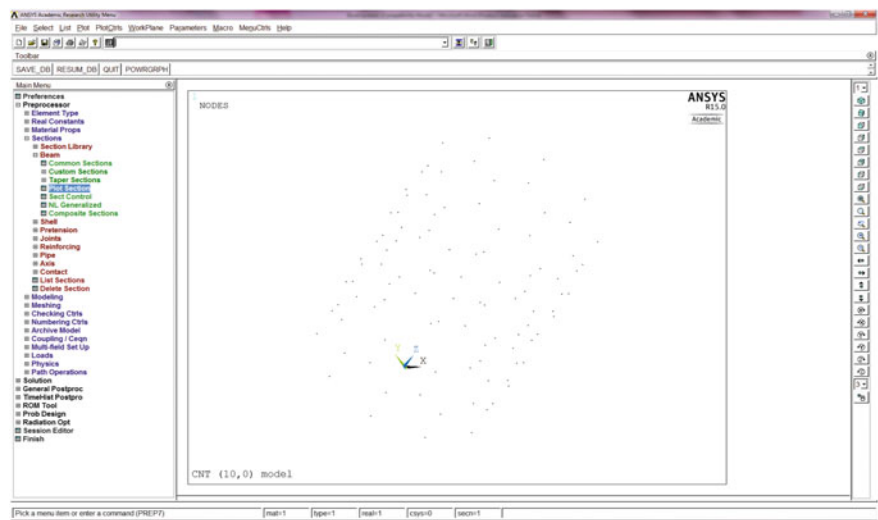 ANSYS Academic Research Utility Menu
File Select List Plot PlotCtrls WorkPlane Parameters Macro MenuCtrls Help
Toolbar
SAVE_DB RESUM_DB QUIT POWRGRPH
Main Menu
Preferences
Preprocessor
Element Type
Real Constants
Material Props
Sections
Section Library
Beam
Common Sections
Custom Sections
Taper Sections
Plot Section
Sect Control
NL Generalized
Composite Sections
Shell
Pretension
Joints
Reinforcing
Pipe
Axis
Contact
List Sections
Delete Section
Modeling
Meshing
Checking Ctrls
Numbering Ctrls
Archive Model
Coupling / Ceqn
Multi-field Set Up
Loads
Physics
Path Operations
Solution
General Postproc
TimeHist Postpro
ROM Tool
Prob Design
Radiation Opt
Session Editor
Finish
NODES
ANSYS
R15.0
Academic
Y Z X
CNT (10,0) model
1
3
Pick a menu item or enter a command (PREP7) mat=1 type=1 real=1 csys=0 secn=1